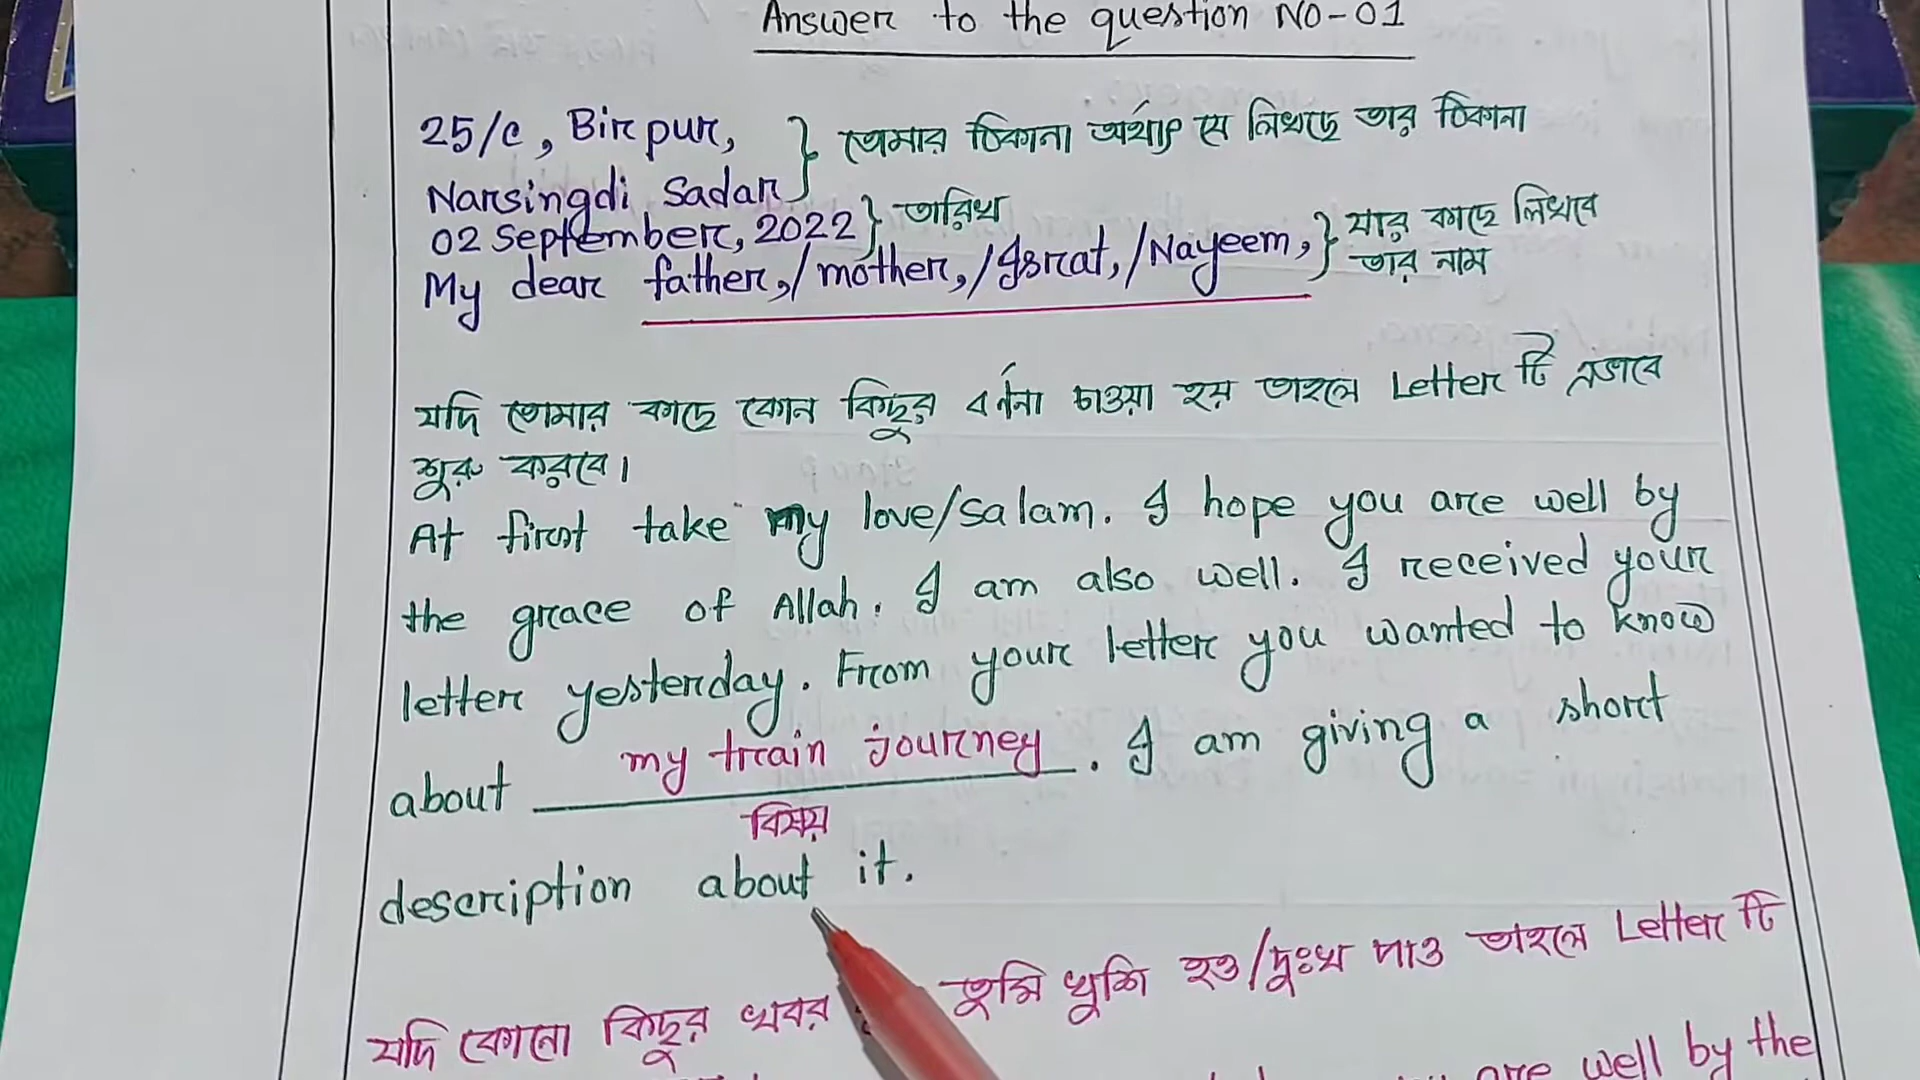 Answer to the question NO-01
25/c, Birpur, } তোমার ঠিকানা অর্থাৎ যে লিখছে তার ঠিকানা
Narsingdi Sadar
02 September, 2022 } তারিখ
My dear father,/mother,/Israt,/Nayeem, } যার কাছে লিখবে
তার নাম
যদি তোমার কাছে কোন কিছুর বর্ননা চাওয়া হয় তাহলে Letter টি এভাবে
শুরু করবে।
At first take my love/salam. I hope you are well by
the grace of Allah. I am also well. I received your
letter yesterday. From your letter you wanted to know
about my train journey. I am giving a short
বিষয়
description about it.
যদি কোনো কিছুর খবর তুমি খুশি হও/দুঃখ পাও তাহলে Letter টি
are well by the